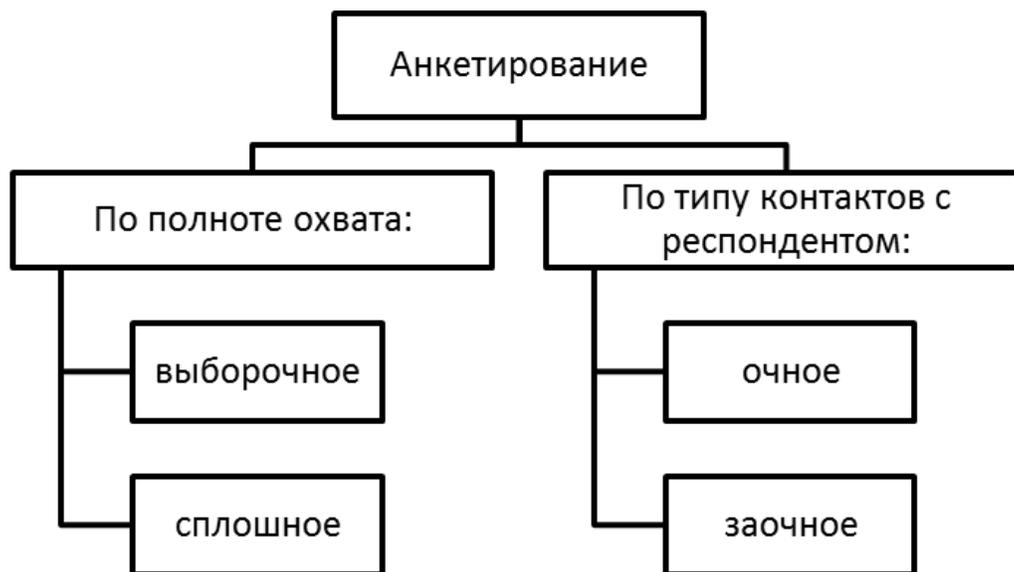 Анкетирование
По полноте охвата:
По типу контактов с
респондентом:
выборочное
очное
сплошное
заочное